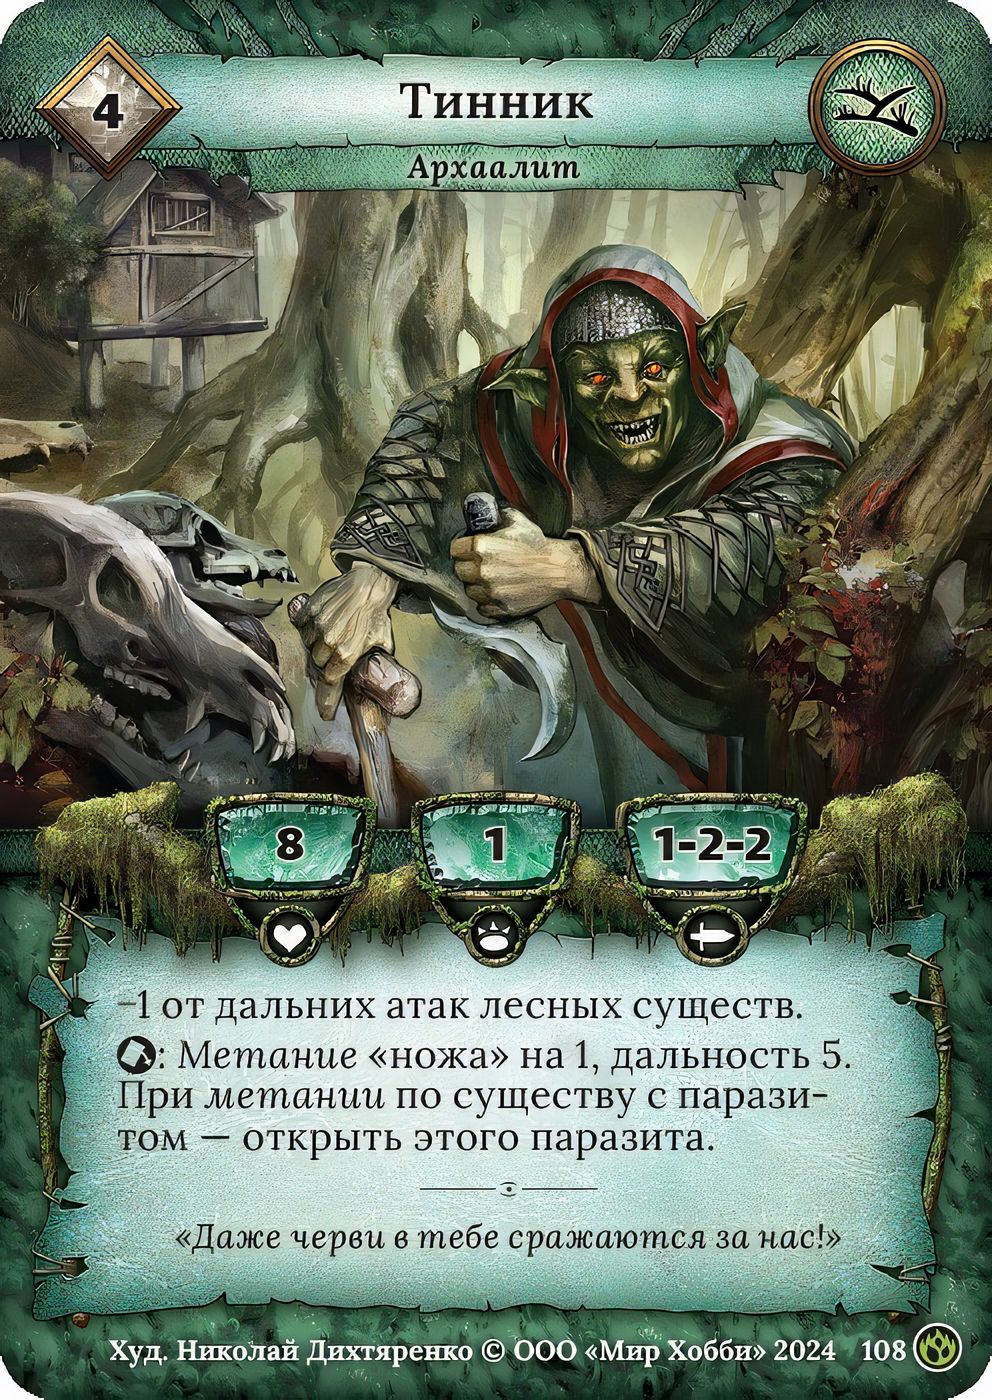 4
Тинник
Архаалит
8
1
1-2-2
–1 от дальних атак лесных существ.
: Метание «ножа» на 1, дальность 5.
При метании по существу с парази-
том — открыть этого паразита.
«Даже черви в тебе сражаются за нас!»
Худ. Николай Дихтяренко © ООО «Мир Хобби» 2024 108